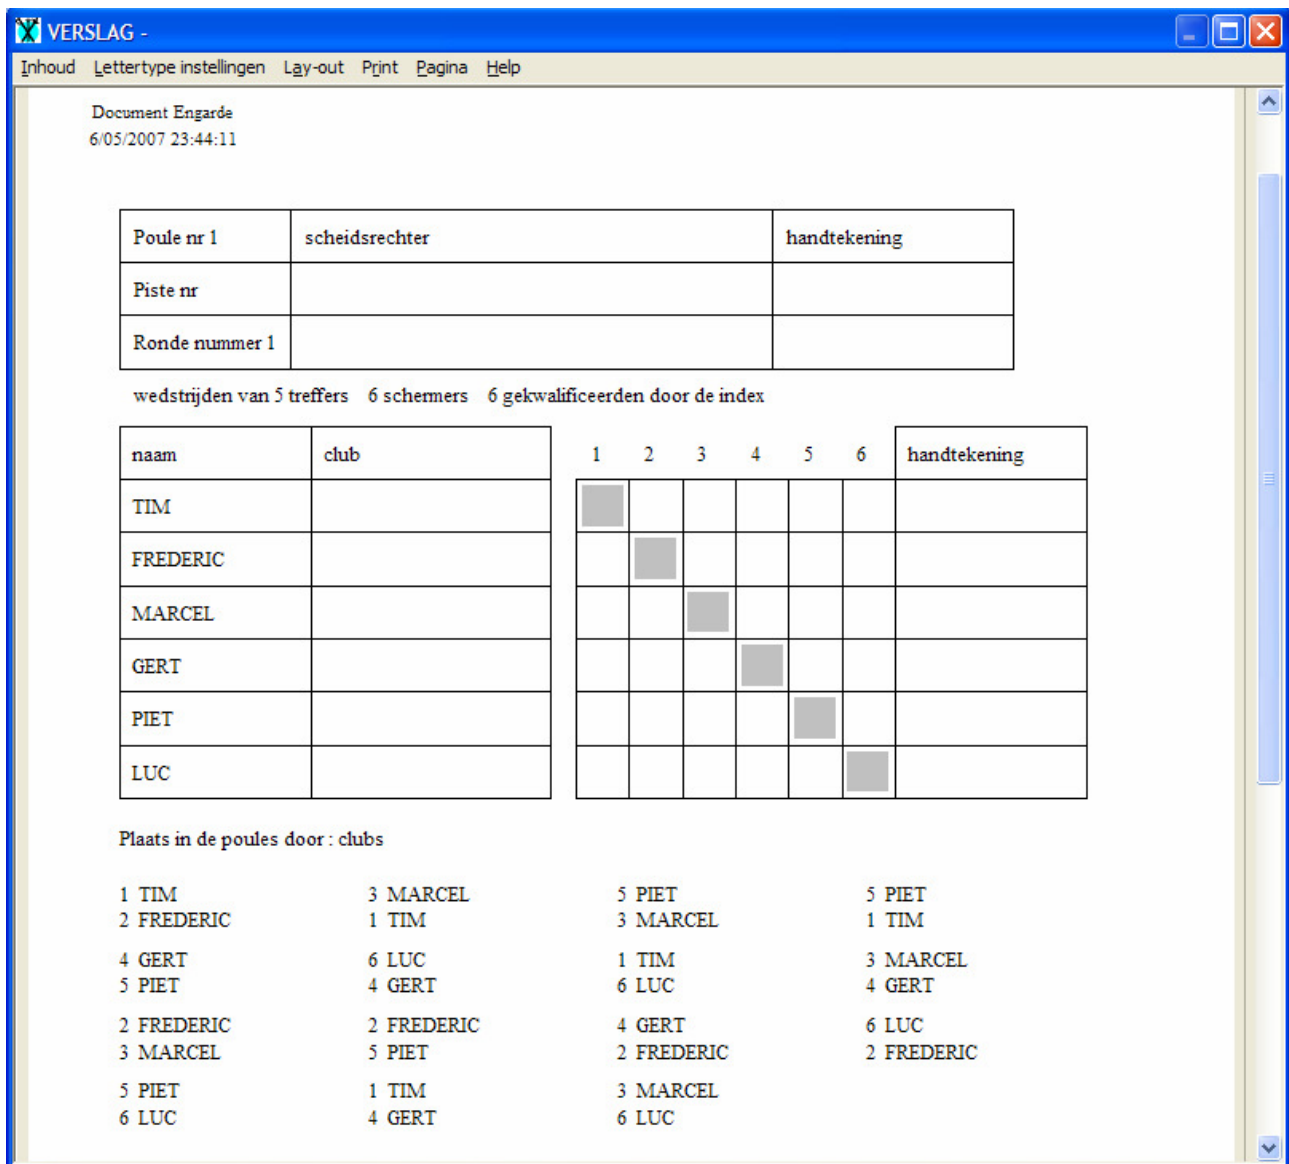 VERSLAG -
Inhoud Lettertype instellingen Lay-out Print Pagina Help
Document Engarde
6/05/2007 23:44:11
Poule nr 1 scheidsrechter handtekening
Piste nr
Ronde nummer 1
wedstrijden van 5 treffers 6 schermers 6 gekwalificeerden door de index
naam club 1 2 3 4 5 6 handtekening
TIM
FREDERIC
MARCEL
GERT
PIET
LUC
Plaats in de poules door : clubs
1 TIM 3 MARCEL 5 PIET 5 PIET
2 FREDERIC 1 TIM 3 MARCEL 1 TIM
4 GERT 6 LUC 1 TIM 3 MARCEL
5 PIET 4 GERT 6 LUC 4 GERT
2 FREDERIC 2 FREDERIC 4 GERT 6 LUC
3 MARCEL 5 PIET 2 FREDERIC 2 FREDERIC
5 PIET 1 TIM 3 MARCEL
6 LUC 4 GERT 6 LUC